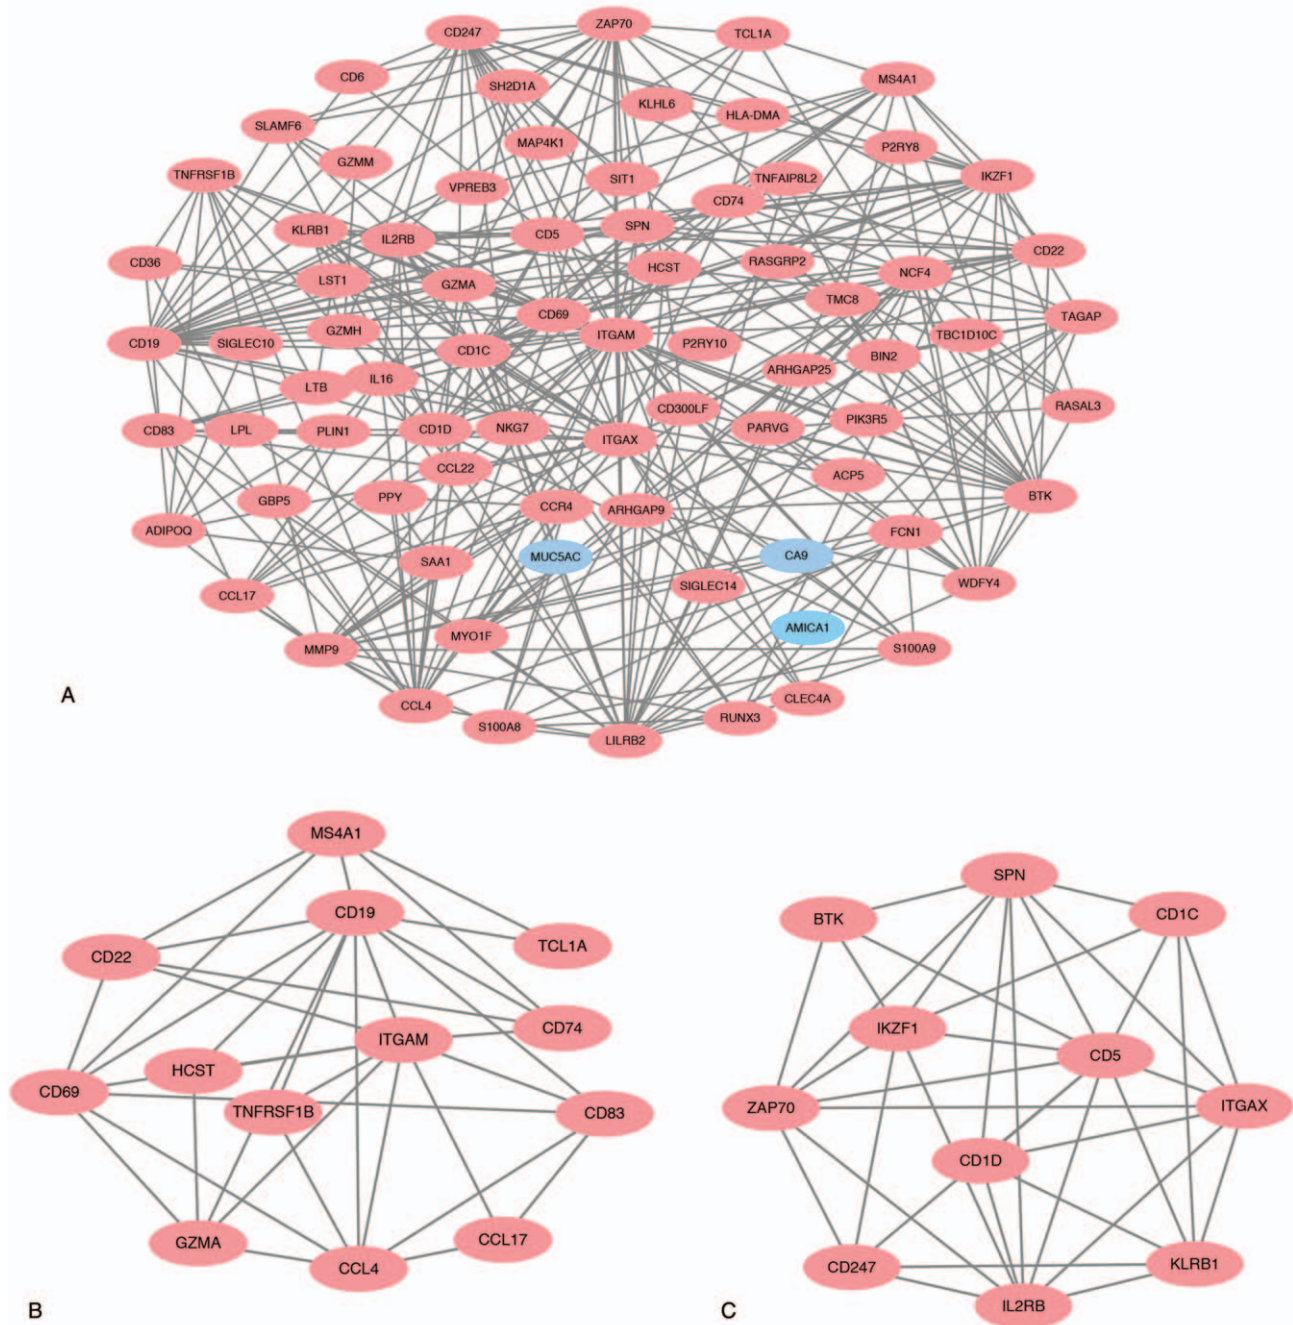 CD247
ZAP70
TCL1A
CD6
SH2D1A
MS4A1
KLHL6
HLA-DMA
SLAMF6
MAP4K1
P2RY8
GZMM
TNFRSF1B
VPREB3
SIT1
TNFAIP8L2
IKZF1
CD74
KLRB1
IL2RB
CD5
SPN
CD36
HCST
RASGRP2
CD22
LST1
GZMA
NCF4
TMC8
CD69
TAGAP
CD19
SIGLEC10
GZMH
CD1C
ITGAM
P2RY10
TBC1D10C
BIN2
LTB
IL16
ARHGAP25
CD300LF
RASAL3
CD83
LPL
PLIN1
CD1D
NKG7
ITGAX
PARVG
PIK3R5
CCL22
ACP5
GBP5
PPY
CCR4
ARHGAP9
BTK
ADIPOQ
FCN1
SAA1
MUC5AC
CA9
CCL17
SIGLEC14
WDFY4
MMP9
MYO1F
AMICA1
S100A9
A
CCL4
S100A8
LILRB2
RUNX3
CLEC4A
MS4A1
CD19
TCL1A
CD22
CD74
ITGAM
HCST
CD69
TNFRSF1B
CD83
GZMA
CCL4
CCL17
B
SPN
BTK
CD1C
IKZF1
CD5
ZAP70
ITGAX
CD1D
CD247
KLRB1
IL2RB
C